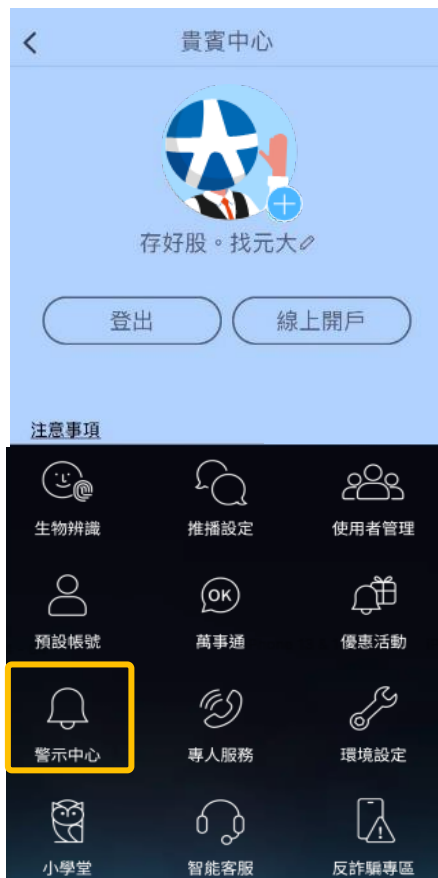 貴賓中心
存好股。找元大
登出 線上開戶
注意事項
生物辨識 推播設定 使用者管理
OK
預設帳號 萬事通 優惠活動
警示中心 專人服務 環境設定
小學堂 智能客服 反詐騙專區